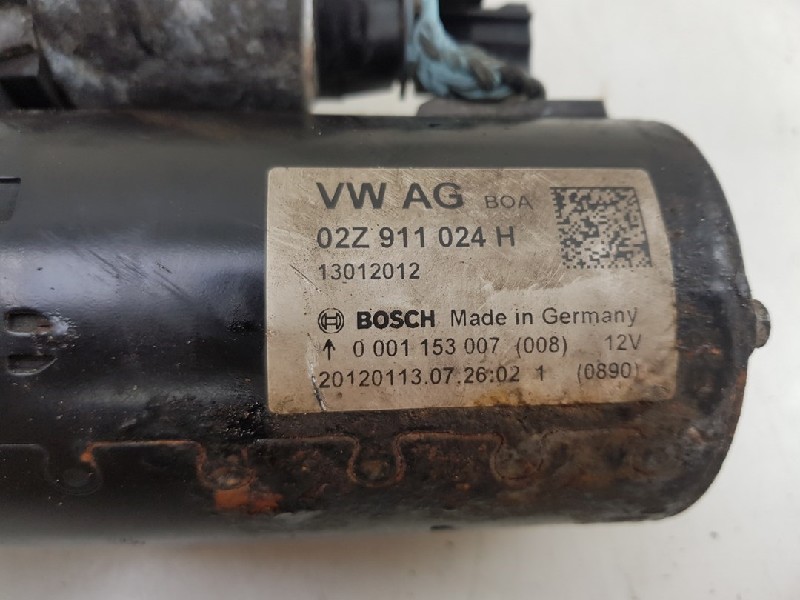 VW AG BOA
02Z 911 024 H
13012012
BOSCH Made in Germany
↑ 0 001 153 007 (008) 12V
20120113.07.26:02 1 (0890)